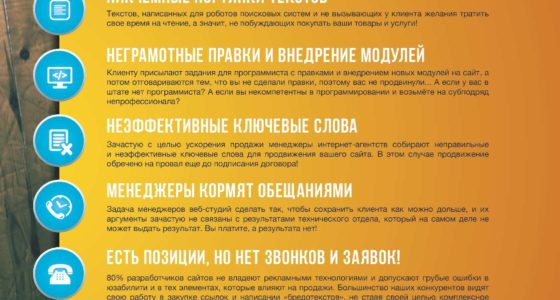 Текстов, написанных для роботов поисковых систем и не вызывающих у клиента желания тратить
свое время на чтение, а значит, не побуждающих покупать ваши товары и услуги!
НЕГРАМОТНЫЕ ПРАВКИ И ВНЕДРЕНИЕ МОДУЛЕЙ
Клиенту присылают задания для программиста с правками и внедрением новых модулей на сайт, а
потом отговариваются тем, что вы не сделали правки, поэтому вас не продвинули... А если у вас в
штате нет программиста? А если вы некомпетентны в программировании и возьмёте на субподряд
непрофессионала?
НЕЭФФЕКТИВНЫЕ КЛЮЧЕВЫЕ СЛОВА
Зачастую с целью ускорения продажи менеджеры интернет-агентств собирают неправильные
и неэффективные ключевые слова для продвижения вашего сайта. В этом случае продвижение
обречено на провал еще до подписания договора!
МЕНЕДЖЕРЫ КОРМЯТ ОБЕЩАНИЯМИ
Задача менеджеров веб-студий сделать так, чтобы сохранить клиента как можно дольше, и их
аргументы зачастую не связаны с результатами технического отдела, который на самом деле не
может выдать результат. Вы платите, а результата нет!
ЕСТЬ ПОЗИЦИИ, НО НЕТ ЗВОНКОВ И ЗАЯВОК!
80% разработчиков сайтов не владеют рекламными технологиями и допускают грубые ошибки в
юзабилити и в тех элементах, которые влияют на продажи. Большинство наших конкурентов видят
свою работу в закупке ссылок и написании «бредотекстов», не ставя своей целью комплексное